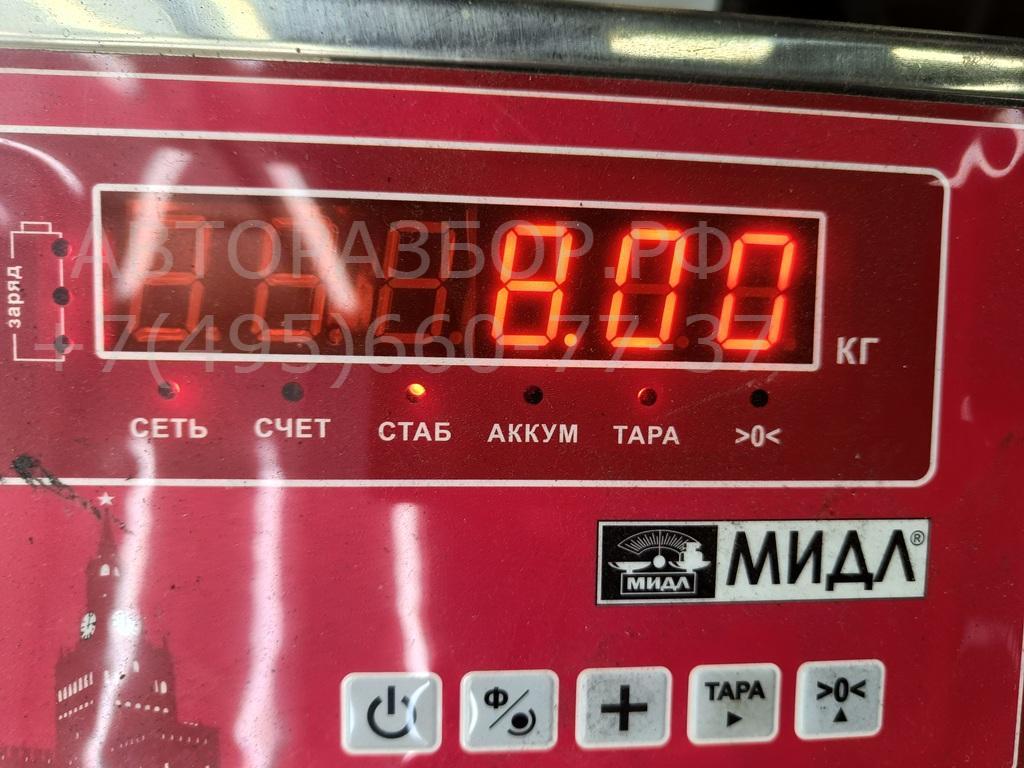 АВТОРАЗБОР.РФ
+7(495)660-77-37
8.00
КГ
заряд
СЕТЬ СЧЕТ СТАБ АККУМ ТАРА >0<
МИДЛ
МИДЛ®
Ф ТАРА >0<